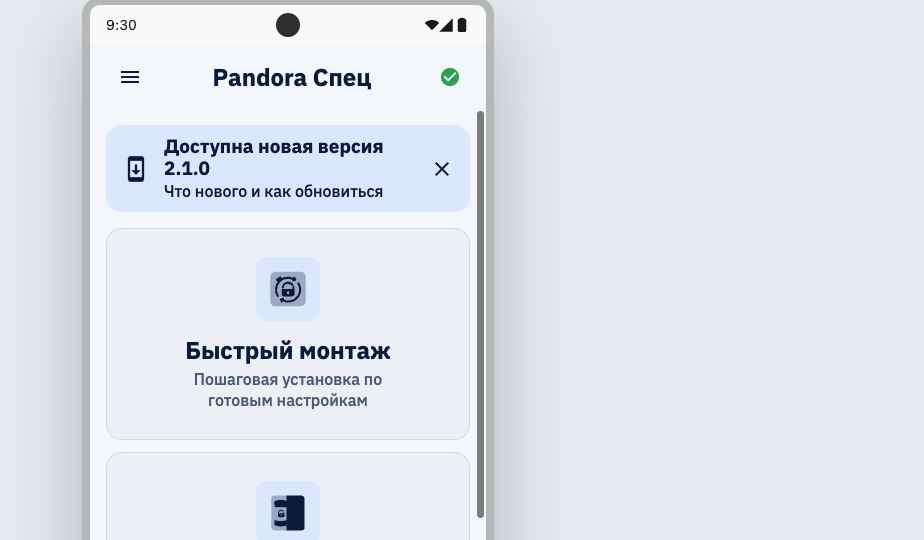 9:30
Pandora Спец
Доступна новая версия
2.1.0
Что нового и как обновиться
Быстрый монтаж
Пошаговая установка по
готовым настройкам